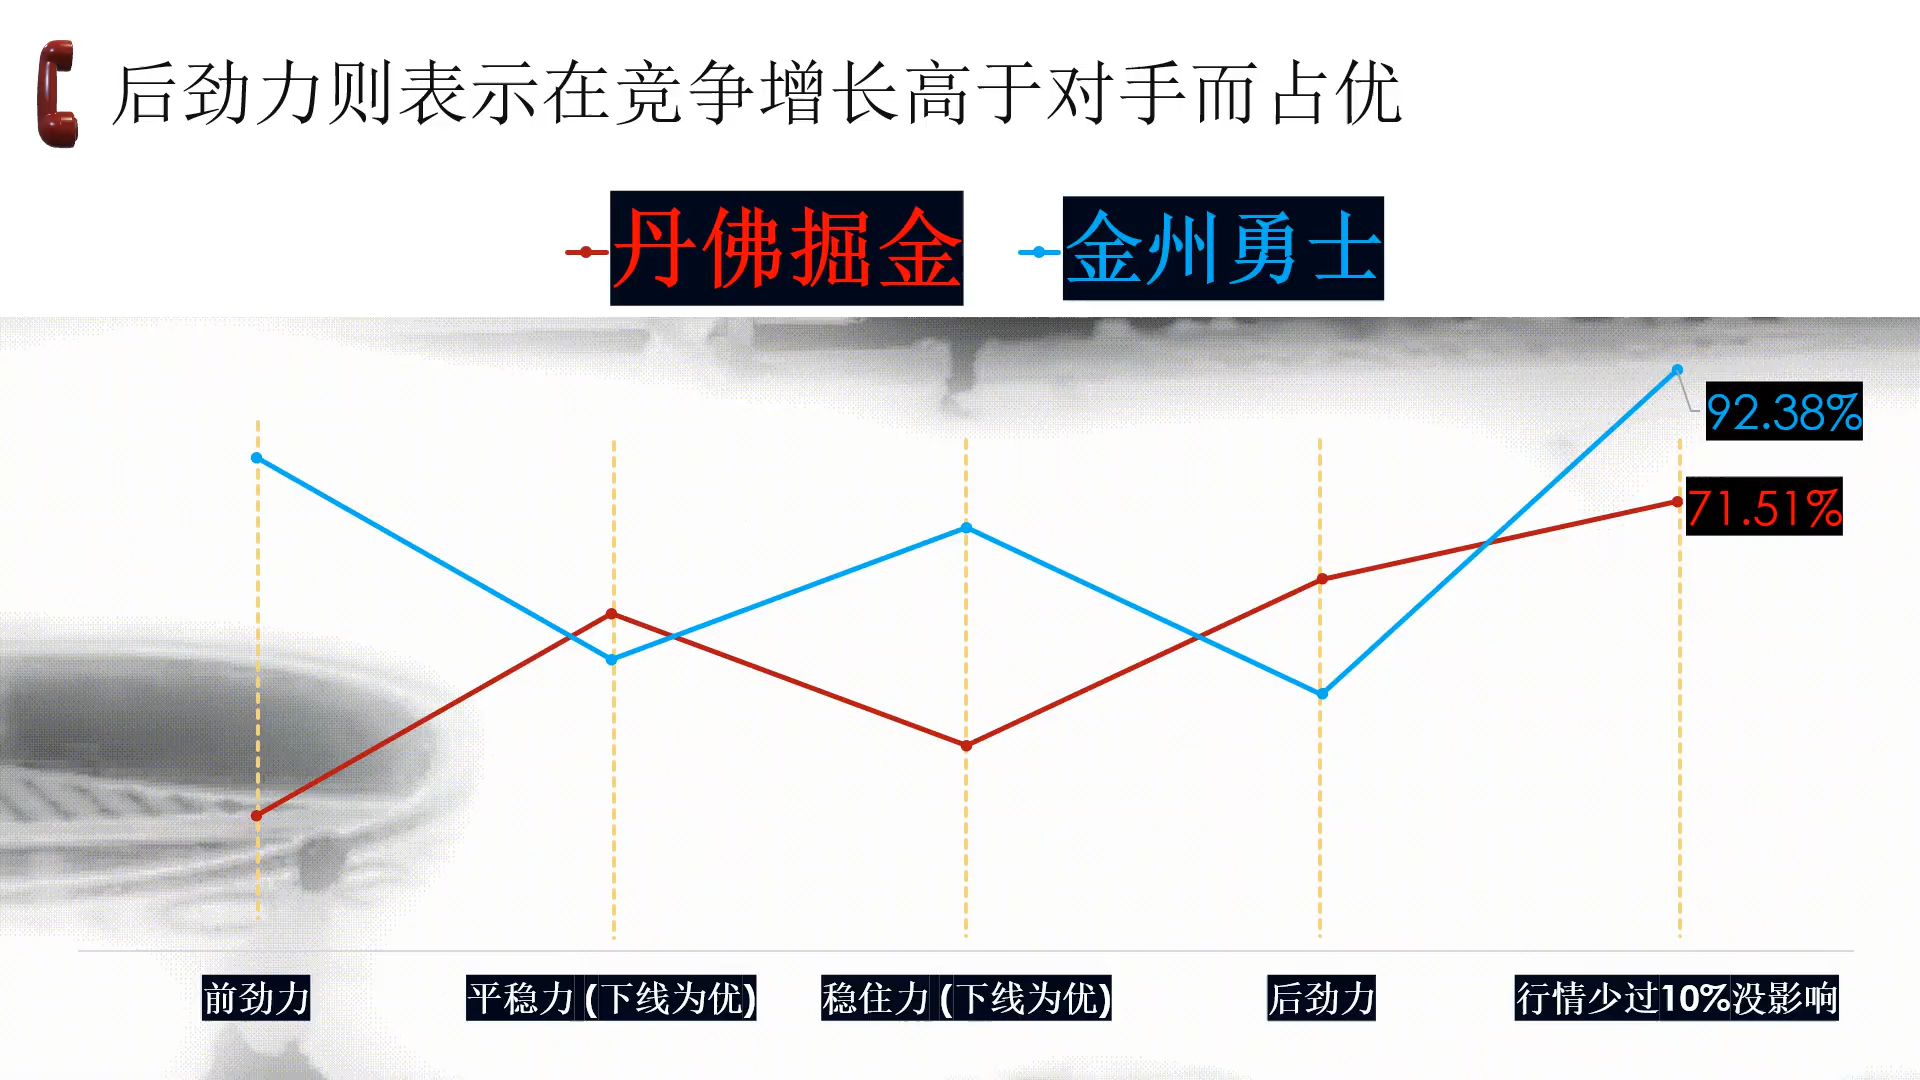 后劲力则表示在竞争增长高于对手而占优
丹佛掘金
金州勇士
92.38%
71.51%
前劲力
平稳力 (下线为优)
稳住力 (下线为优)
后劲力
行情少过10%没影响